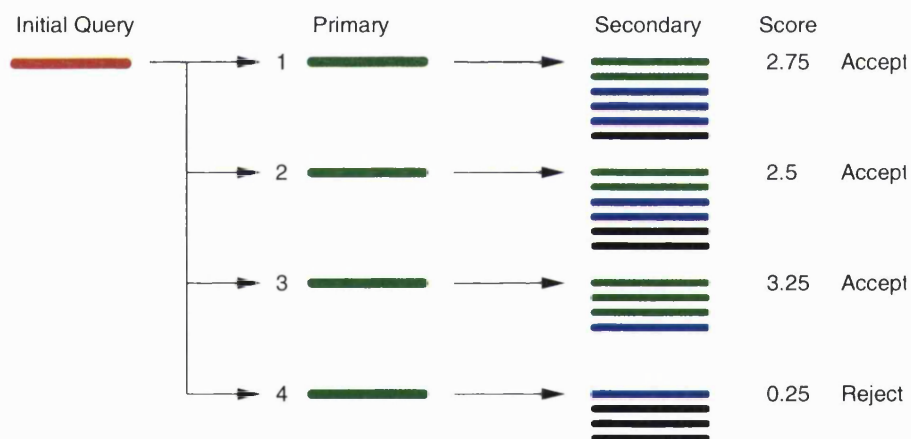 Initial Query Primary Secondary Score
1 2.75 Accept
2 2.5 Accept
3 3.25 Accept
4 0.25 Reject